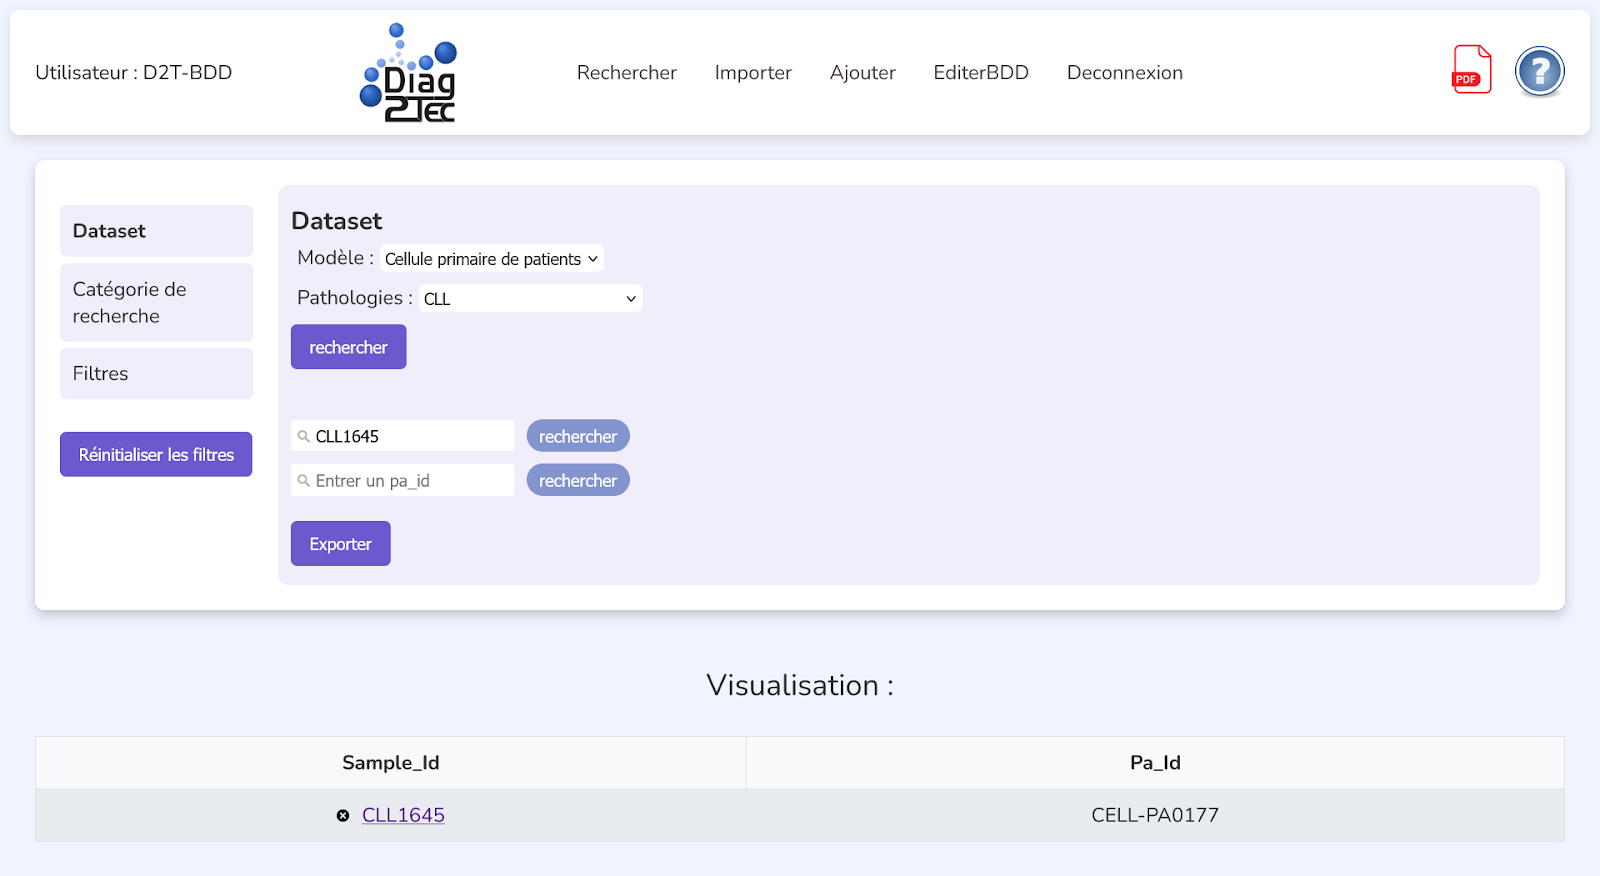 Utilisateur : D2T-BDD
Diag
2TEC
Rechercher
Importer
Ajouter
EditerBDD
Deconnexion
PDF
?
Dataset
Catégorie de
recherche
Filtres
Réinitialiser les filtres
Dataset
Modèle : Cellule primaire de patients
Pathologies : CLL
rechercher
CLL1645 rechercher
Entrer un pa_id rechercher
Exporter
Visualisation :
Sample_Id Pa_Id
CLL1645 CELL-PA0177